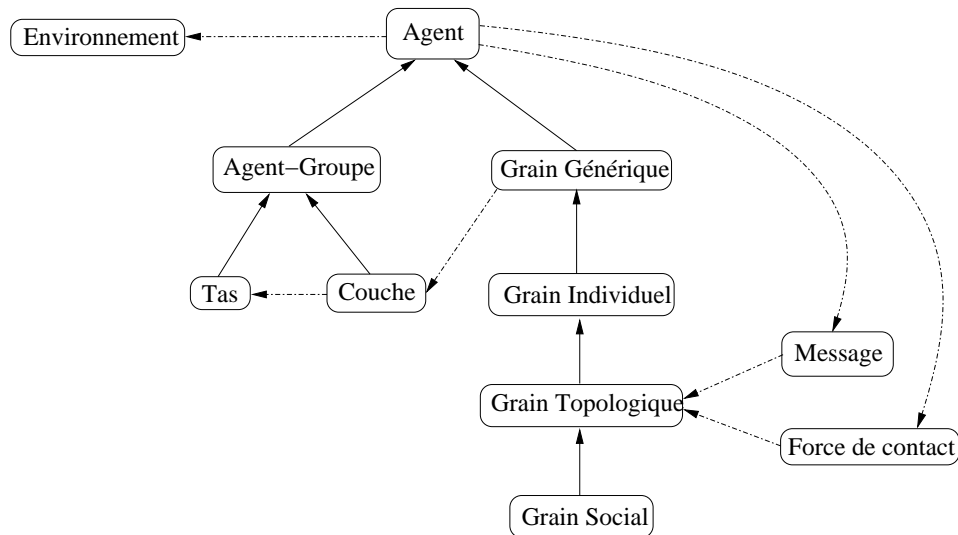 Environnement
Agent
Agent−Groupe
Grain Générique
Tas
Couche
Grain Individuel
Message
Grain Topologique
Force de contact
Grain Social